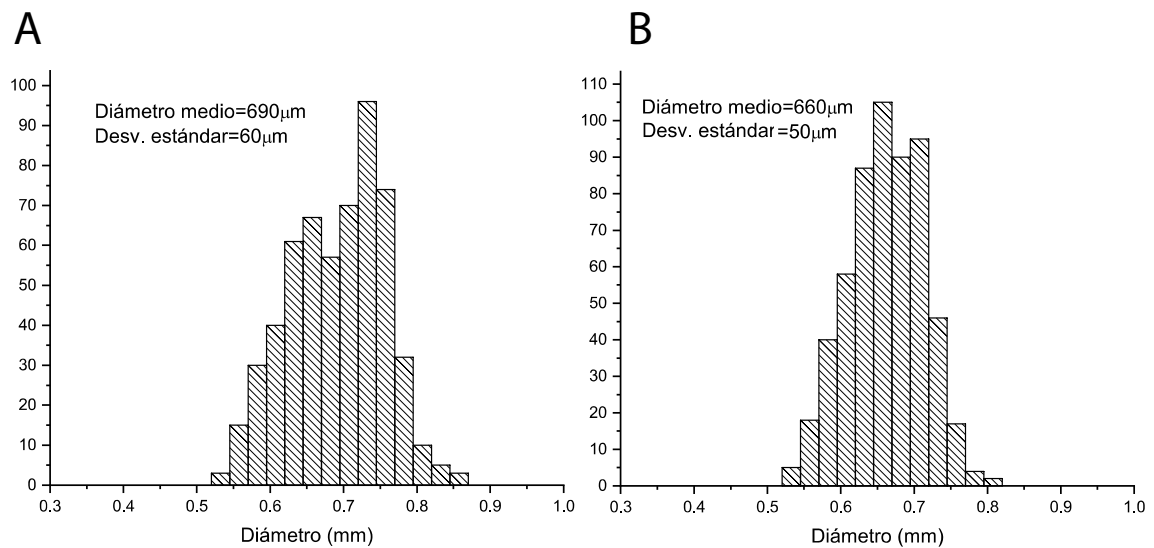 A
100
90
80
70
60
50
40
30
20
10
0
Diámetro medio=690μm
Desv. estándar=60μm
0.3 0.4 0.5 0.6 0.7 0.8 0.9 1.0
Diámetro (mm)
B
110
100
90
80
70
60
50
40
30
20
10
0
Diámetro medio=660μm
Desv. estándar=50μm
0.3 0.4 0.5 0.6 0.7 0.8 0.9 1.0
Diámetro (mm)